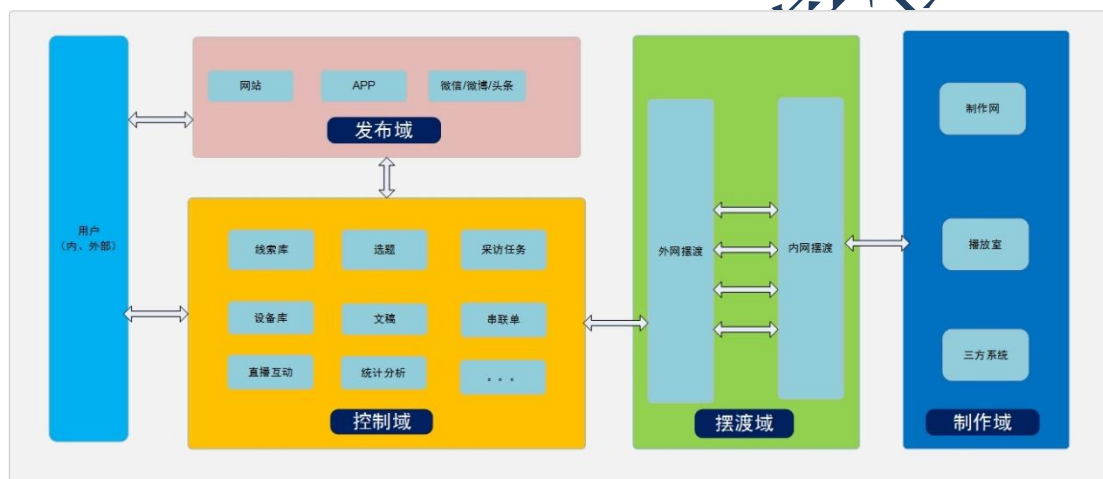 用户
（内、外部）
网站
APP
微信/微博/头条
发布域
线索库
选题
采访任务
设备库
文稿
串联单
直播互动
统计分析
...
控制域
外网摆渡
内网摆渡
摆渡域
制作网
播放室
三方系统
制作域